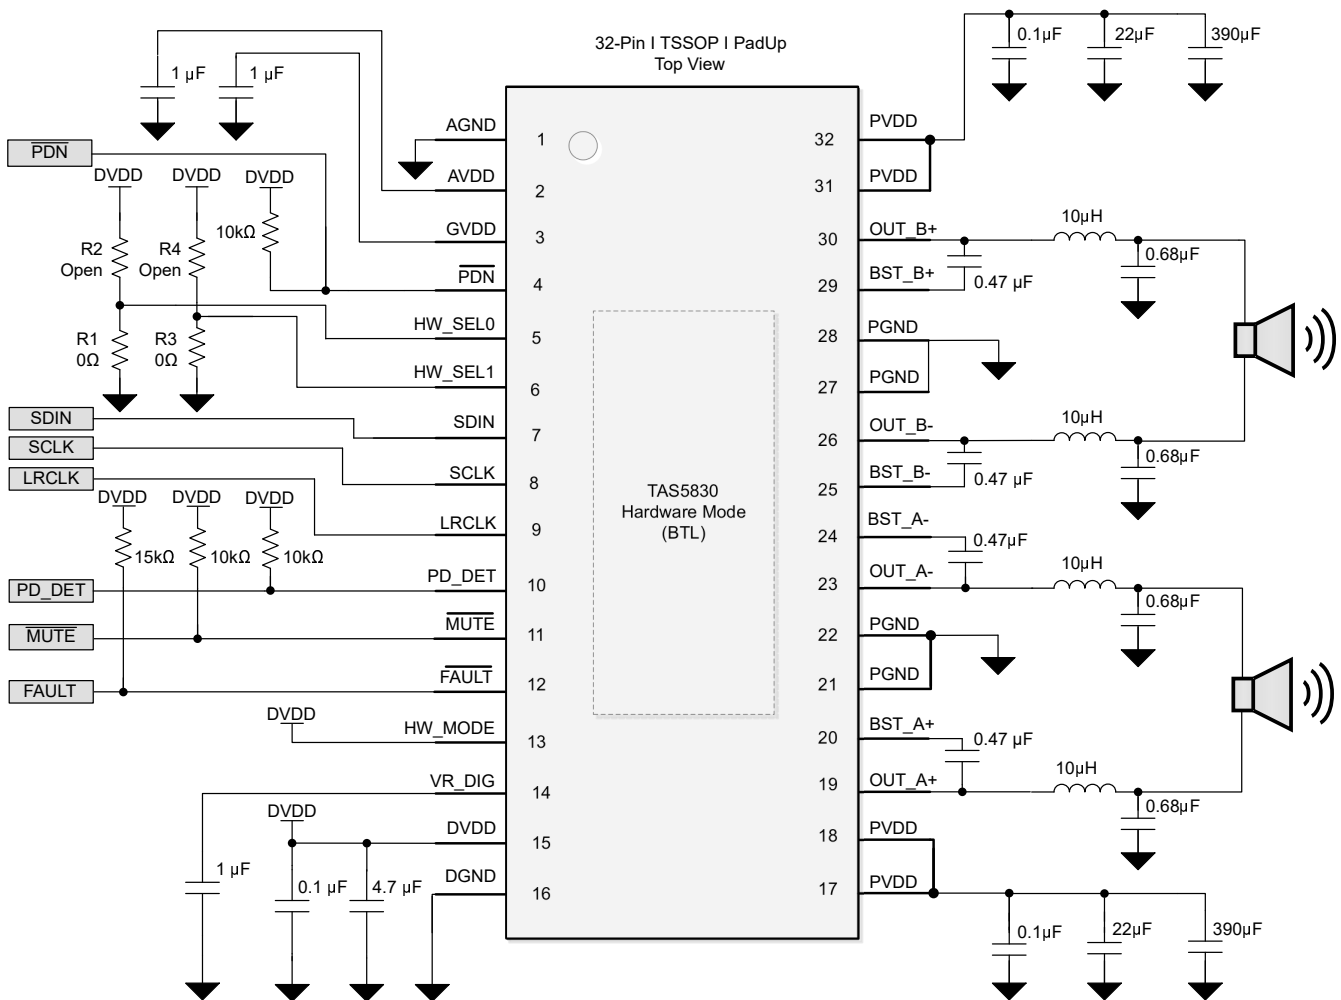 32-Pin I TSSOP I PadUp
Top View
1 µF
1 µF
0.1µF
22µF
390µF
PDN
DVDD
DVDD
DVDD
R2
Open
R4
Open
10kΩ
R1
0Ω
R3
0Ω
SDIN
SCLK
LRCLK
DVDD
DVDD
DVDD
15kΩ
10kΩ
10kΩ
PD_DET
MUTE
FAULT
DVDD
DVDD
1 µF
0.1 µF
4.7 µF
AGND
1
AVDD
2
GVDD
3
PDN
4
HW_SEL0
5
HW_SEL1
6
SDIN
7
SCLK
8
LRCLK
9
PD_DET
10
MUTE
11
FAULT
12
HW_MODE
13
VR_DIG
14
DVDD
15
DGND
16
TAS5830
Hardware Mode
(BTL)
32
PVDD
31
PVDD
30
OUT_B+
29
BST_B+
28
PGND
27
PGND
26
OUT_B-
25
BST_B-
24
BST_A-
23
OUT_A-
22
PGND
21
PGND
20
BST_A+
19
OUT_A+
18
PVDD
17
PVDD
10µH
0.68µF
0.47 µF
10µH
0.68µF
0.47 µF
0.47µF
10µH
0.68µF
0.47 µF
10µH
0.68µF
0.1µF
22µF
390µF